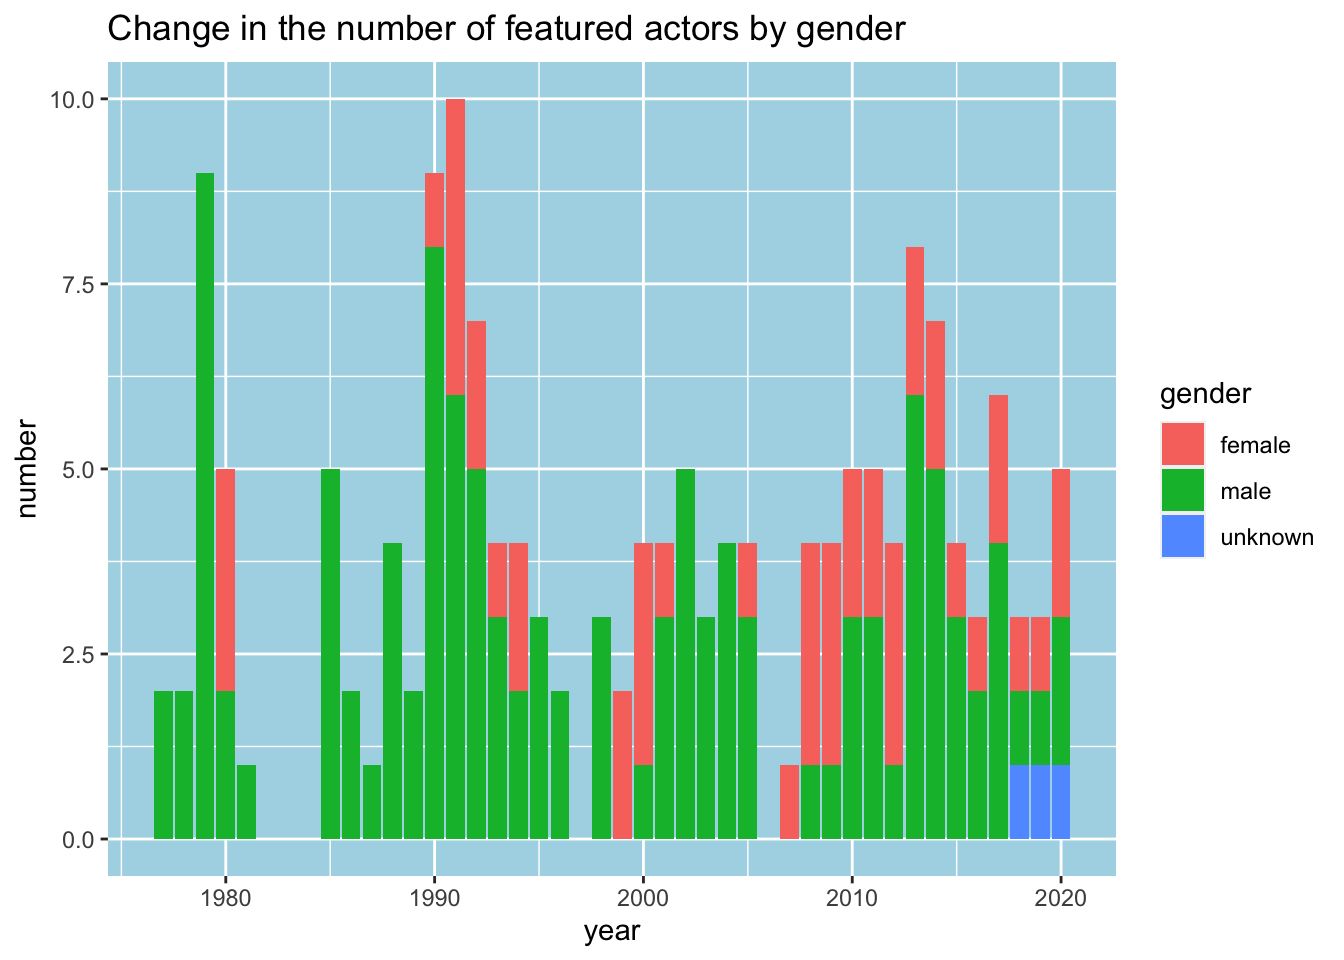 Change in the number of featured actors by gender
10.0
7.5
5.0
2.5
0.0
number
1980 1990 2000 2010 2020
year
gender
female
male
unknown